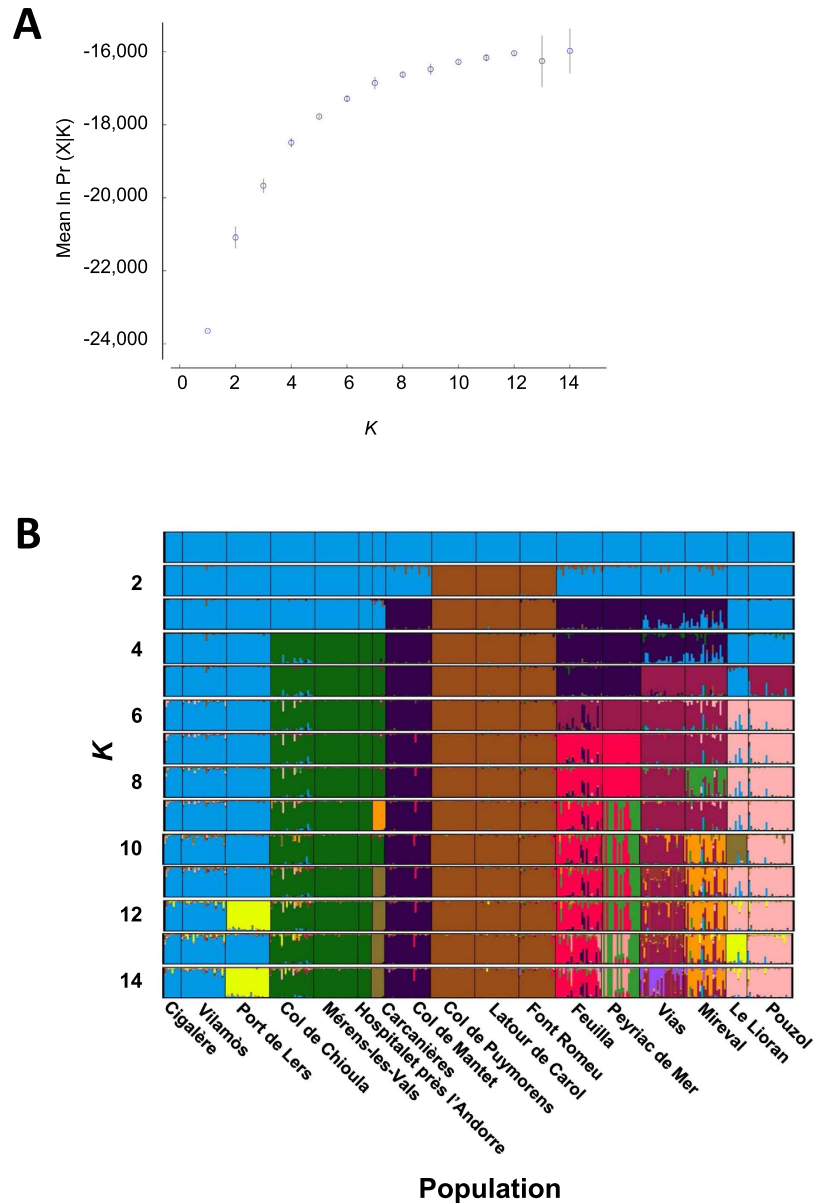 A
-16,000
-18,000
-20,000
-22,000
-24,000
Mean ln Pr (X|K)
0 2 4 6 8 10 12 14
K
B
2
4
6
8
10
12
14
K
Cigalère
Vilamòs
Port de Lers
Col de Chioula
Mérens-les-Vals
Hospitalet près l'Andorre
Carcanières
Col de Mantet
Col de Puymorens
Latour de Carol
Font Romeu
Feuilla
Peyriac de Mer
Vias
Mireval
Le Lioran
Pouzol
Population